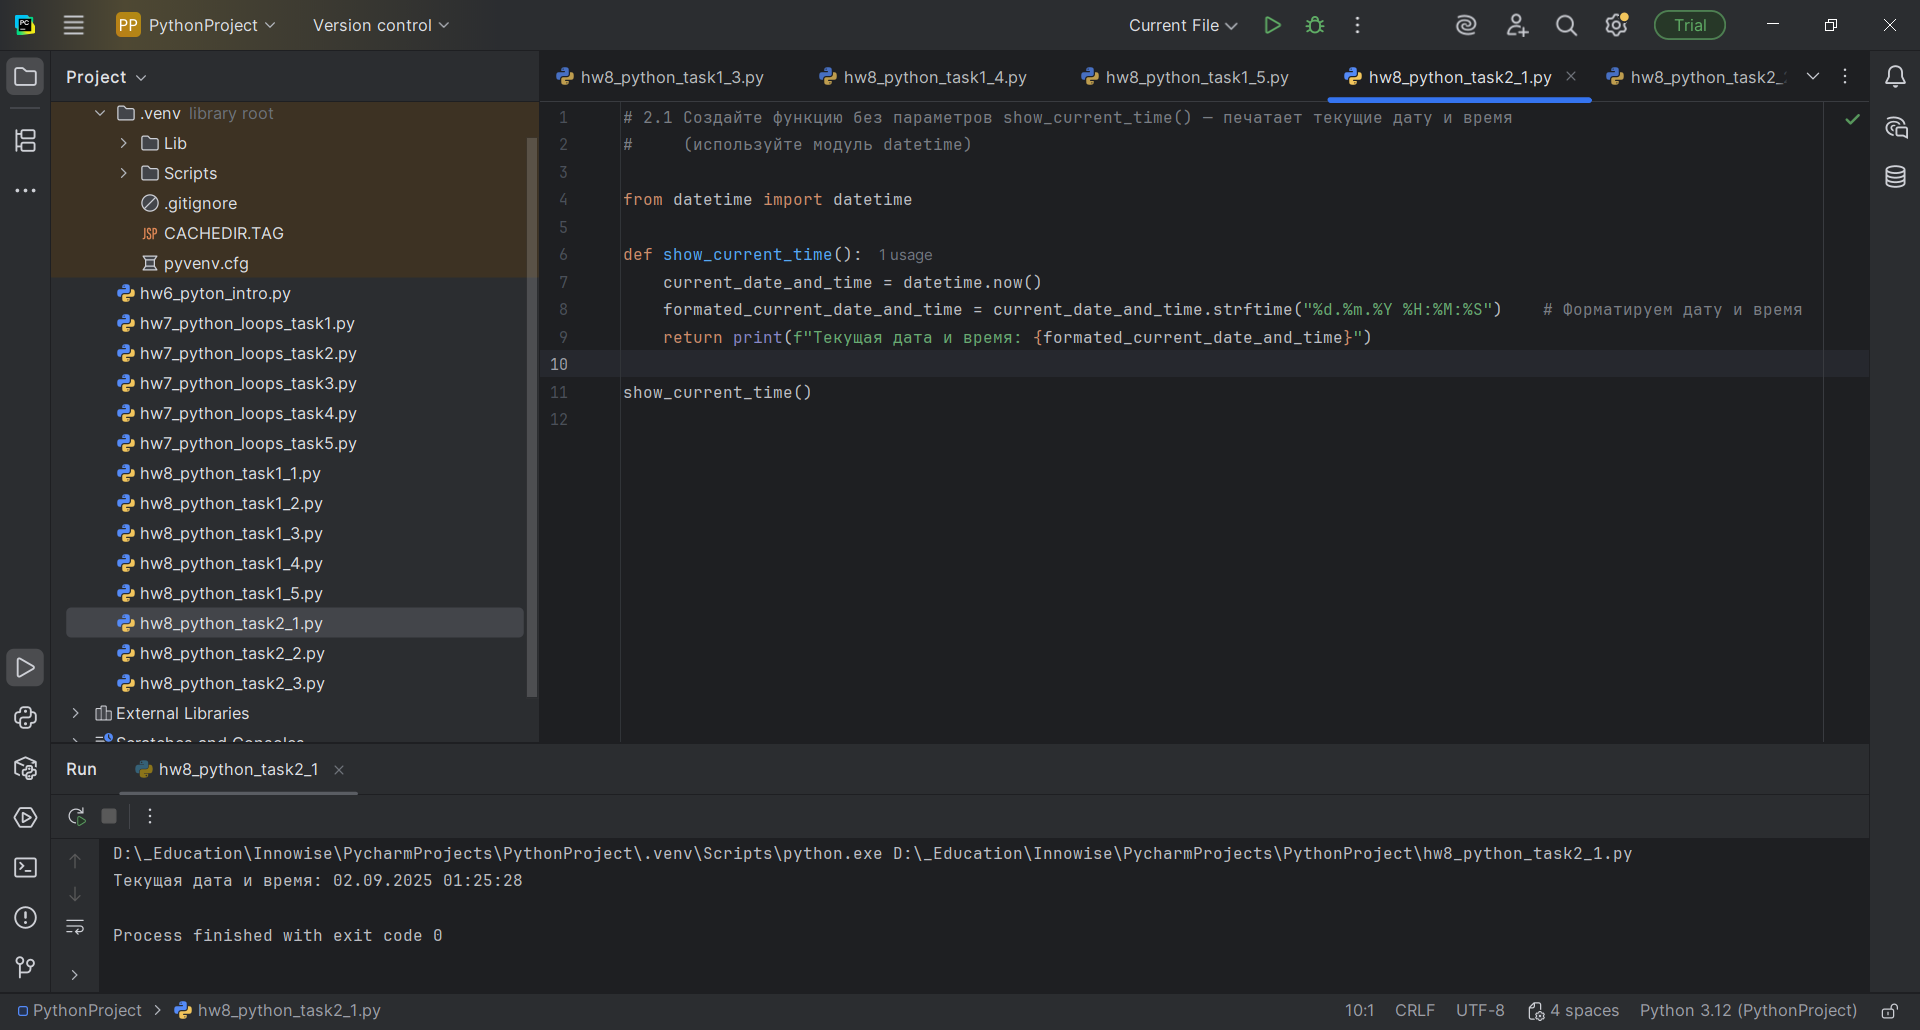 PC PP PythonProject Version control Current File Trial
Project
.venv library root
Lib
Scripts
.gitignore
JSP CACHEDIR.TAG
pyvenv.cfg
hw6_pyton_intro.py
hw7_python_loops_task1.py
hw7_python_loops_task2.py
hw7_python_loops_task3.py
hw7_python_loops_task4.py
hw7_python_loops_task5.py
hw8_python_task1_1.py
hw8_python_task1_2.py
hw8_python_task1_3.py
hw8_python_task1_4.py
hw8_python_task1_5.py
hw8_python_task2_1.py
hw8_python_task2_2.py
hw8_python_task2_3.py
External Libraries
Scratches and Consoles
hw8_python_task1_3.py hw8_python_task1_4.py hw8_python_task1_5.py hw8_python_task2_1.py hw8_python_task2_
1 # 2.1 Создайте функцию без параметров show_current_time() — печатает текущие дату и время
2 # (используйте модуль datetime)
3
4 from datetime import datetime
5
6 def show_current_time(): 1 usage
7 current_date_and_time = datetime.now()
8 formated_current_date_and_time = current_date_and_time.strftime("%d.%m.%Y %H:%M:%S") # Форматируем дату и время
9 return print(f"Текущая дата и время: {formated_current_date_and_time}")
10
11 show_current_time()
12
Run hw8_python_task2_1
D:\_Education\Innowise\PycharmProjects\PythonProject\.venv\Scripts\python.exe D:\_Education\Innowise\PycharmProjects\PythonProject\hw8_python_task2_1.py
Текущая дата и время: 02.09.2025 01:25:28
Process finished with exit code 0
PythonProject hw8_python_task2_1.py 10:1 CRLF UTF-8 4 spaces Python 3.12 (PythonProject)